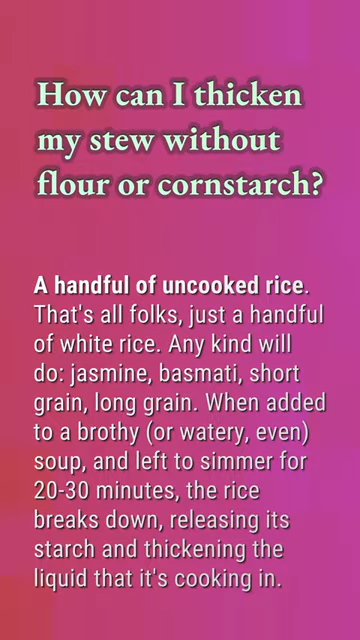 How can I thicken
my stew without
flour or cornstarch?
A handful of uncooked rice.
That's all folks, just a handful
of white rice. Any kind will
do: jasmine, basmati, short
grain, long grain. When added
to a brothy (or watery, even)
soup, and left to simmer for
20-30 minutes, the rice
breaks down, releasing its
starch and thickening the
liquid that it's cooking in.